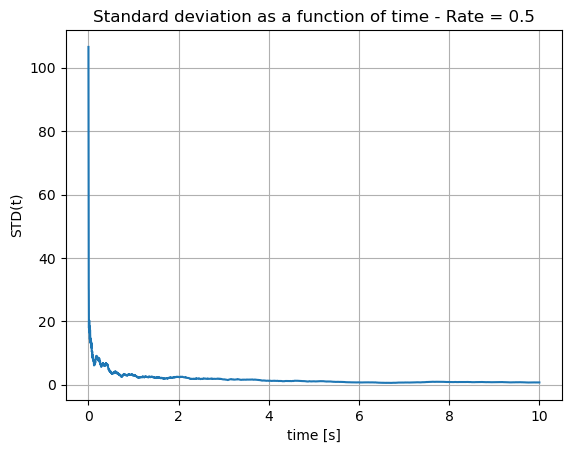 Standard deviation as a function of time - Rate = 0.5
100
80
60
40
20
0
STD(t)
0 2 4 6 8 10
time [s]